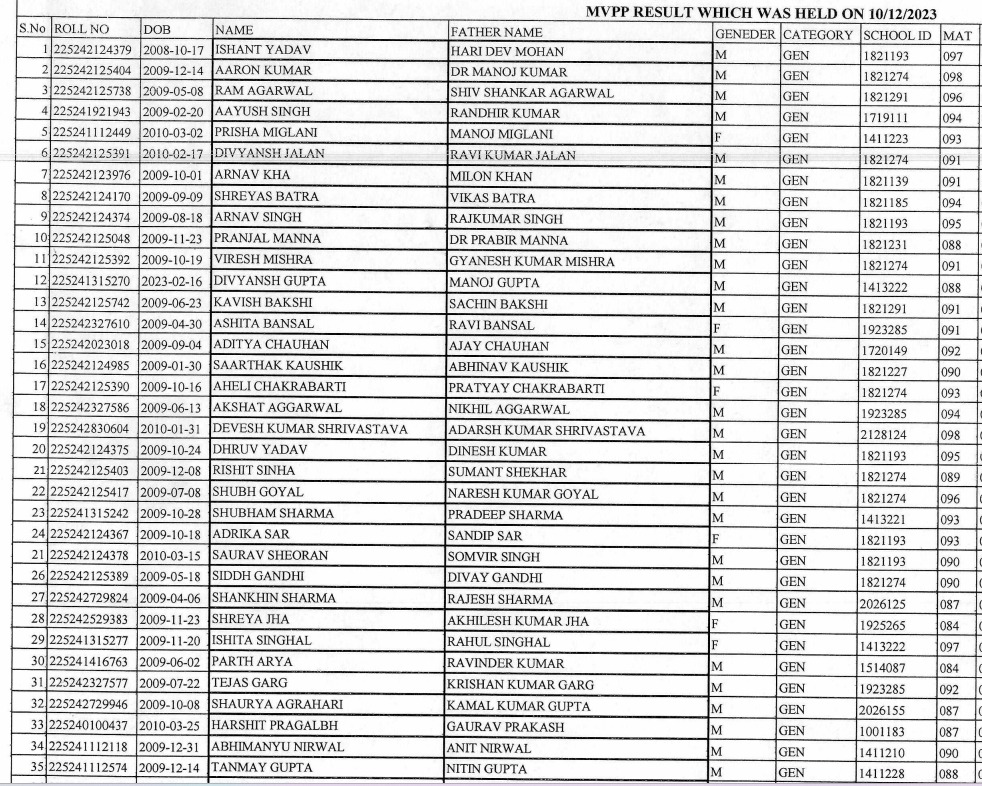 MVPP RESULT WHICH WAS HELD ON 10/12/2023
S.No ROLL NO DOB NAME FATHER NAME GENEDER CATEGORY SCHOOL ID MAT
1 225242124379 2008-10-17 ISHANT YADAV HARI DEV MOHAN M GEN 1821193 097
2 225242125404 2009-12-14 AARON KUMAR DR MANOJ KUMAR M GEN 1821274 098
3 225242125738 2009-05-08 RAM AGARWAL SHIV SHANKAR AGARWAL M GEN 1821291 096
4 225241921943 2009-02-20 AAYUSH SINGH RANDHIR KUMAR M GEN 1719111 094
5 225241112449 2010-03-02 PRISHA MIGLANI MANOJ MIGLANI F GEN 1411223 093
6 225242125391 2010-02-17 DIVYANSH JALAN RAVI KUMAR JALAN M GEN 1821274 091
7 225242123976 2009-10-01 ARNAV KHA MILON KHAN M GEN 1821139 091
8 225242124170 2009-09-09 SHREYAS BATRA VIKAS BATRA M GEN 1821185 094
9 225242124374 2009-08-18 ARNAV SINGH RAJKUMAR SINGH M GEN 1821193 095
10 225242125048 2009-11-23 PRANJAL MANNA DR PRABIR MANNA M GEN 1821231 088
11 225242125392 2009-10-19 VIRESH MISHRA GYANESH KUMAR MISHRA M GEN 1821274 091
12 225241315270 2023-02-16 DIVYANSH GUPTA MANOJ GUPTA M GEN 1413222 088
13 225242125742 2009-06-23 KAVISH BAKSHI SACHIN BAKSHI M GEN 1821291 091
14 225242327610 2009-04-30 ASHITA BANSAL RAVI BANSAL F GEN 1923285 091
15 225242023018 2009-09-04 ADITYA CHAUHAN AJAY CHAUHAN M GEN 1720149 092
16 225242124985 2009-01-30 SAARTHAK KAUSHIK ABHINAV KAUSHIK M GEN 1821227 090
17 225242125390 2009-10-16 AHELI CHAKRABARTI PRATYAY CHAKRABARTI F GEN 1821274 093
18 225242327586 2009-06-13 AKSHAT AGGARWAL NIKHIL AGGARWAL M GEN 1923285 094
19 225242830604 2010-01-31 DEVESH KUMAR SHRIVASTAVA ADARSH KUMAR SHRIVASTAVA M GEN 2128124 098
20 225242124375 2009-10-24 DHRUV YADAV DINESH KUMAR M GEN 1821193 095
21 225242125403 2009-12-08 RISHIT SINHA SUMANT SHEKHAR M GEN 1821274 089
22 225242125417 2009-07-08 SHUBH GOYAL NARESH KUMAR GOYAL M GEN 1821274 096
23 225241315242 2009-10-28 SHUBHAM SHARMA PRADEEP SHARMA M GEN 1413221 093
24 225242124367 2009-10-18 ADRIKA SAR SANDIP SAR F GEN 1821193 093
21 225242124378 2010-03-15 SAURAV SHEORAN SOMVIR SINGH M GEN 1821193 090
26 225242125389 2009-05-18 SIDDH GANDHI DIVAY GANDHI M GEN 1821274 090
27 225242729824 2009-04-06 SHANKHIN SHARMA RAJESH SHARMA M GEN 2026125 087
28 225242529383 2009-11-23 SHREYA JHA AKHILESH KUMAR JHA F GEN 1925265 084
29 225241315277 2009-11-20 ISHITA SINGHAL RAHUL SINGHAL F GEN 1413222 097
30 225241416763 2009-06-02 PARTH ARYA RAVINDER KUMAR M GEN 1514087 084
31 225242327577 2009-07-22 TEJAS GARG KRISHAN KUMAR GARG M GEN 1923285 092
32 225242729946 2009-10-08 SHAURYA AGRAHARI KAMAL KUMAR GUPTA M GEN 2026155 087
33 225240100437 2010-03-25 HARSHIT PRAGALBH GAURAV PRAKASH M GEN 1001183 087
34 225241112118 2009-12-31 ABHIMANYU NIRWAL ANIT NIRWAL M GEN 1411210 090
35 225241112574 2009-12-14 TANMAY GUPTA NITIN GUPTA M GEN 1411228 088